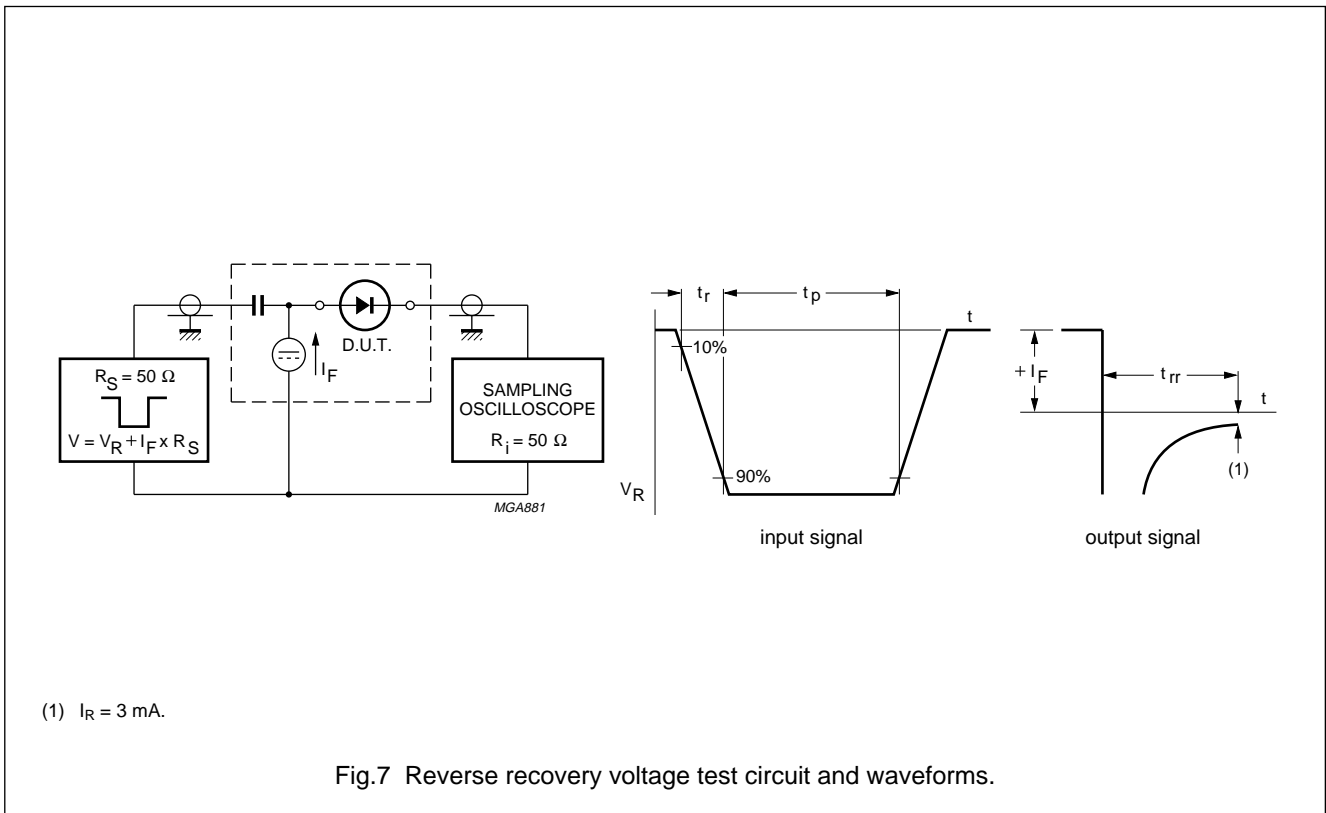 R_S = 50 Ω
V = V_R + I_F x R_S
I_F
D.U.T.
SAMPLING
OSCILLOSCOPE
R_i = 50 Ω
MGA881
t_r
t_p
t
10%
90%
V_R
input signal
+ I_F
t_rr
t
(1)
output signal
(1) I_R = 3 mA.
Fig.7 Reverse recovery voltage test circuit and waveforms.